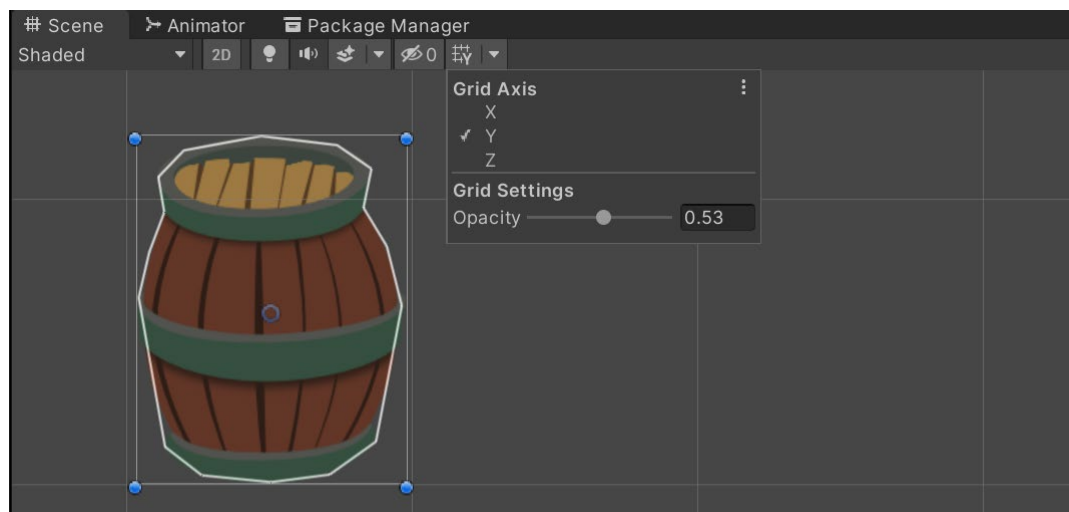 Scene Animator Package Manager
Shaded 2D 0 Y
Grid Axis
X
Y
Z
Grid Settings
Opacity 0.53